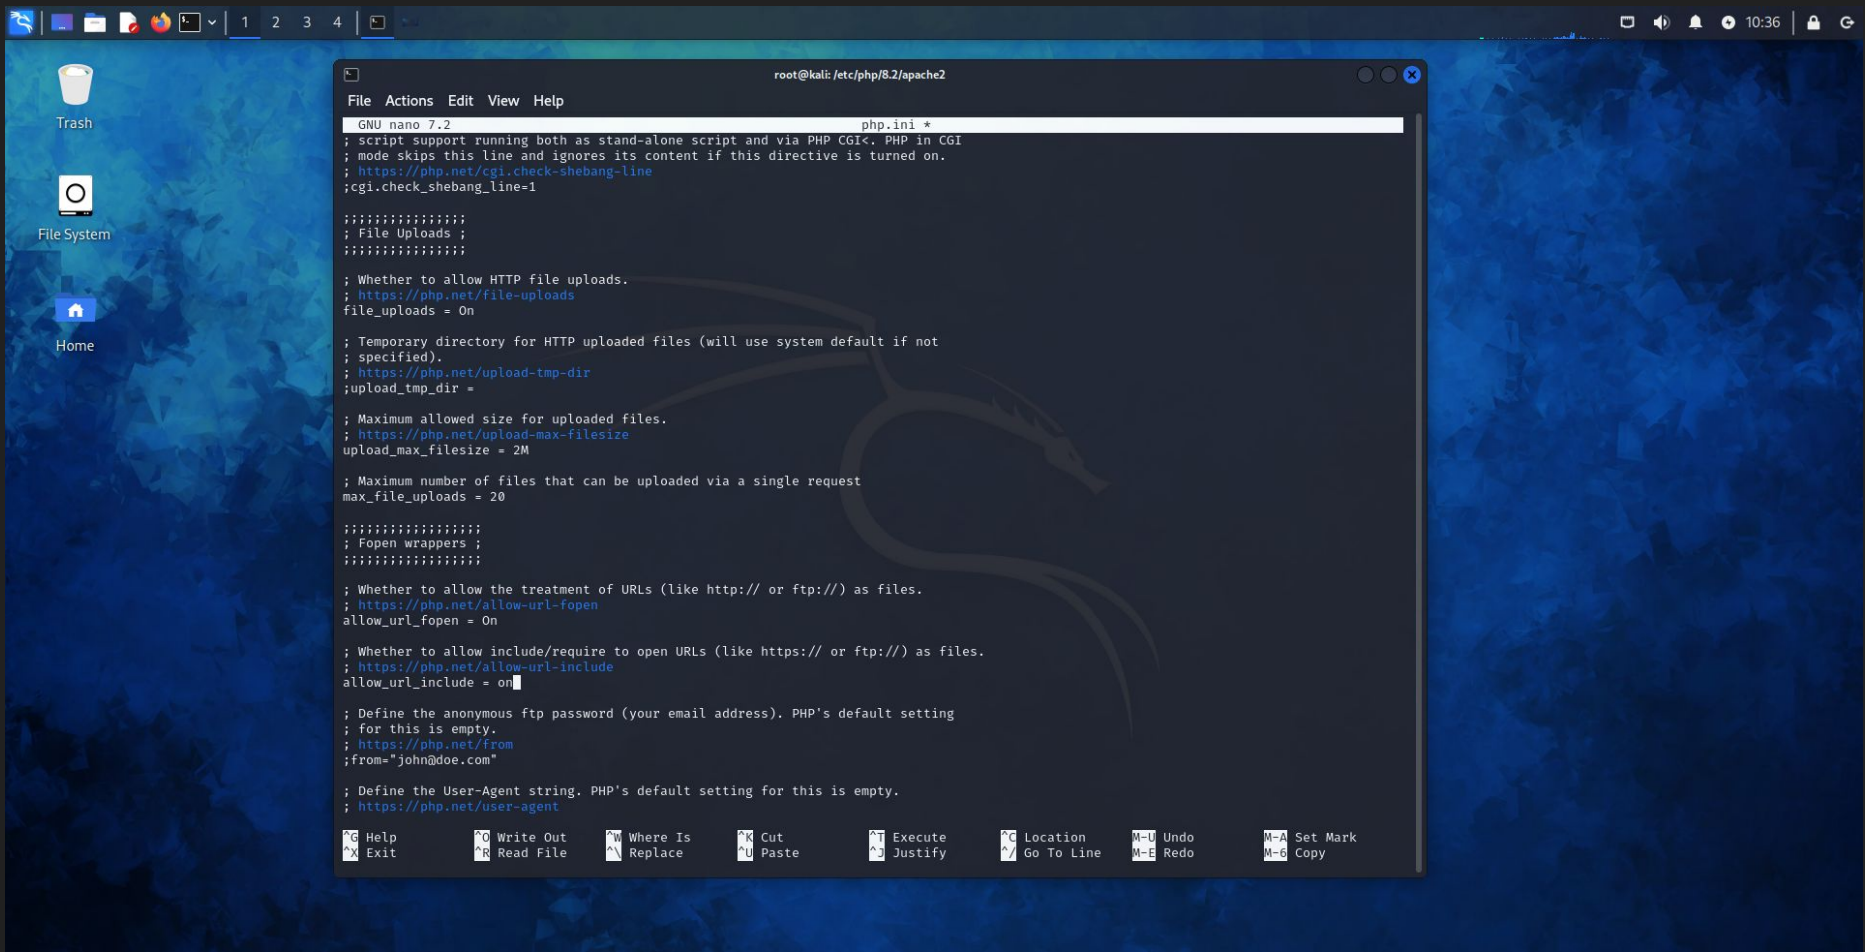 1 2 3 4
10:36
Trash
File System
Home
root@kali: /etc/php/8.2/apache2
File Actions Edit View Help
GNU nano 7.2 php.ini *
; script support running both as stand-alone script and via PHP CGI<. PHP in CGI
; mode skips this line and ignores its content if this directive is turned on.
; https://php.net/cgi.check-shebang-line
;cgi.check_shebang_line=1
;;;;;;;;;;;;;;;;
; File Uploads ;
;;;;;;;;;;;;;;;;
; Whether to allow HTTP file uploads.
; https://php.net/file-uploads
file_uploads = On
; Temporary directory for HTTP uploaded files (will use system default if not
; specified).
; https://php.net/upload-tmp-dir
;upload_tmp_dir =
; Maximum allowed size for uploaded files.
; https://php.net/upload-max-filesize
upload_max_filesize = 2M
; Maximum number of files that can be uploaded via a single request
max_file_uploads = 20
;;;;;;;;;;;;;;;;;;
; Fopen wrappers ;
;;;;;;;;;;;;;;;;;;
; Whether to allow the treatment of URLs (like http:// or ftp://) as files.
; https://php.net/allow-url-fopen
allow_url_fopen = On
; Whether to allow include/require to open URLs (like https:// or ftp://) as files.
; https://php.net/allow-url-include
allow_url_include = on
; Define the anonymous ftp password (your email address). PHP's default setting
; for this is empty.
; https://php.net/from
;from="john@doe.com"
; Define the User-Agent string. PHP's default setting for this is empty.
; https://php.net/user-agent
^G Help ^O Write Out ^W Where Is ^K Cut ^T Execute ^C Location M-U Undo M-A Set Mark
^X Exit ^R Read File ^\ Replace ^U Paste ^J Justify ^/ Go To Line M-E Redo M-6 Copy